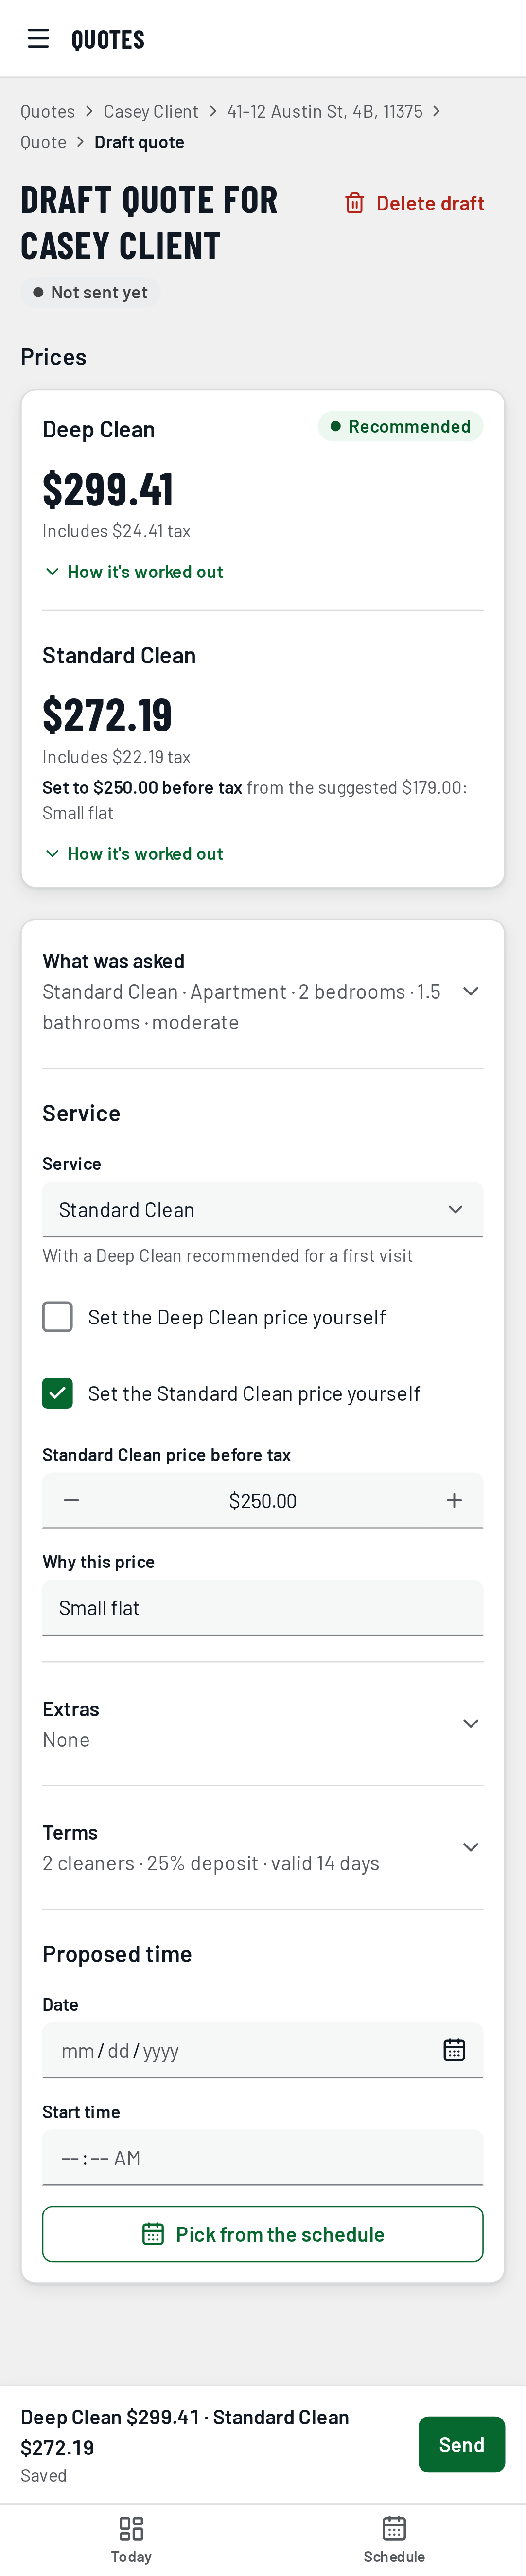 QUOTES
Quotes > Casey Client > 41-12 Austin St, 4B, 11375 >
Quote > Draft quote
DRAFT QUOTE FOR
CASEY CLIENT
Delete draft
Not sent yet
Prices
Deep Clean
Recommended
$299.41
Includes $24.41 tax
How it's worked out
Standard Clean
$272.19
Includes $22.19 tax
Set to $250.00 before tax from the suggested $179.00:
Small flat
How it's worked out
What was asked
Standard Clean · Apartment · 2 bedrooms · 1.5
bathrooms · moderate
Service
Service
Standard Clean
With a Deep Clean recommended for a first visit
Set the Deep Clean price yourself
Set the Standard Clean price yourself
Standard Clean price before tax
$250.00
Why this price
Small flat
Extras
None
Terms
2 cleaners · 25% deposit · valid 14 days
Proposed time
Date
mm/dd/yyyy
Start time
--:-- AM
Pick from the schedule
Deep Clean $299.41 · Standard Clean
$272.19
Saved
Send
Today
Schedule